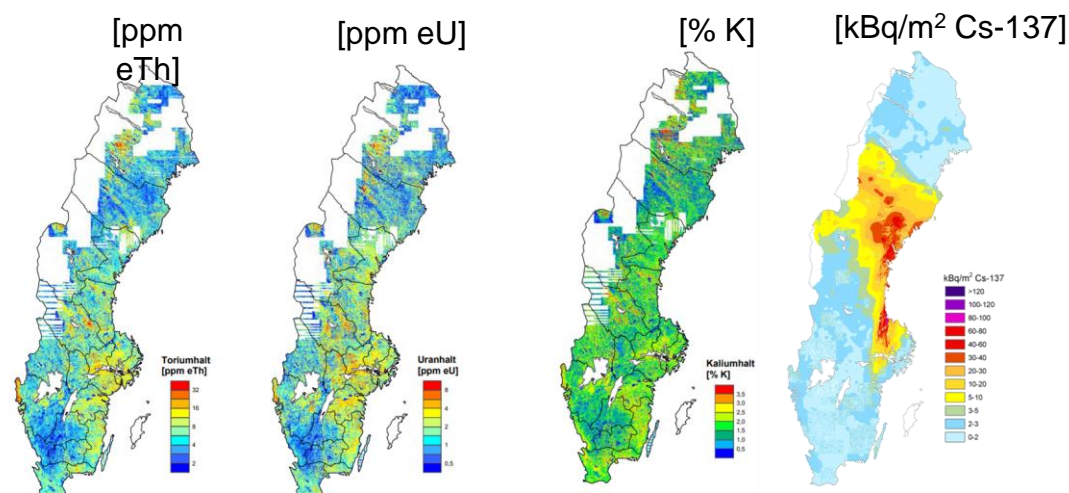 [ppm
eTh]
[ppm eU]
[% K]
[kBq/m² Cs-137]
Toriumhalt
[ppm eTh]
32
16
8
4
2
Uranhalt
[ppm eU]
8
4
2
1
0,5
Kaliumhalt
[% K]
3,5
3,0
2,5
2,0
1,5
1,0
0,5
kBq/m² Cs-137
>120
100-120
80-100
60-80
40-60
30-40
20-30
10-20
5-10
3-5
2-3
0-2